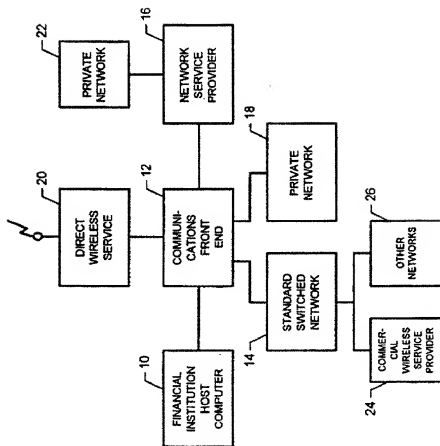 22
PRIVATE
NETWORK
16
NETWORK
SERVICE
PROVIDER
20
DIRECT
WIRELESS
SERVICE
12
COMMUNI-
CATIONS
FRONT
END
18
PRIVATE
NETWORK
10
FINANCIAL
INSTITUTION
HOST
COMPUTER
14
STANDARD
SWITCHED
NETWORK
26
OTHER
NETWORKS
24
COMMER-
CIAL
WIRELESS
SERVICE
PROVIDER